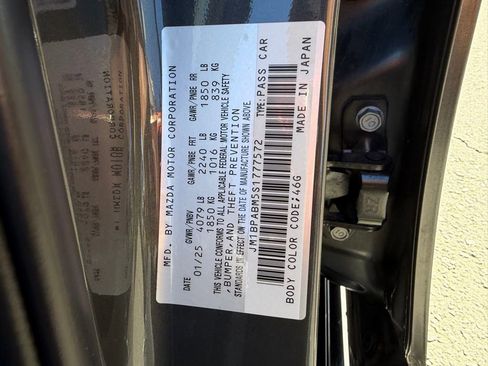 MFD. BY MAZDA MOTOR CORPORATION
DATE GVWR/PNBV GAWR/PNBE FRT GAWR/PNBE RR
01/25 4079 LB 2240 LB 1850 LB
1850 KG 1016 KG 839 KG
THIS VEHICLE CONFORMS TO ALL APPLICABLE FEDERAL MOTOR VEHICLE SAFETY
,BUMPER,AND THEFT PREVENTION
STANDARDS IN EFFECT ON THE DATE OF MANUFACTURE SHOWN ABOVE.
JM1BPABM5S1777572 TYPE:PASS CAR
BODY COLOR CODE:46G MADE IN JAPAN